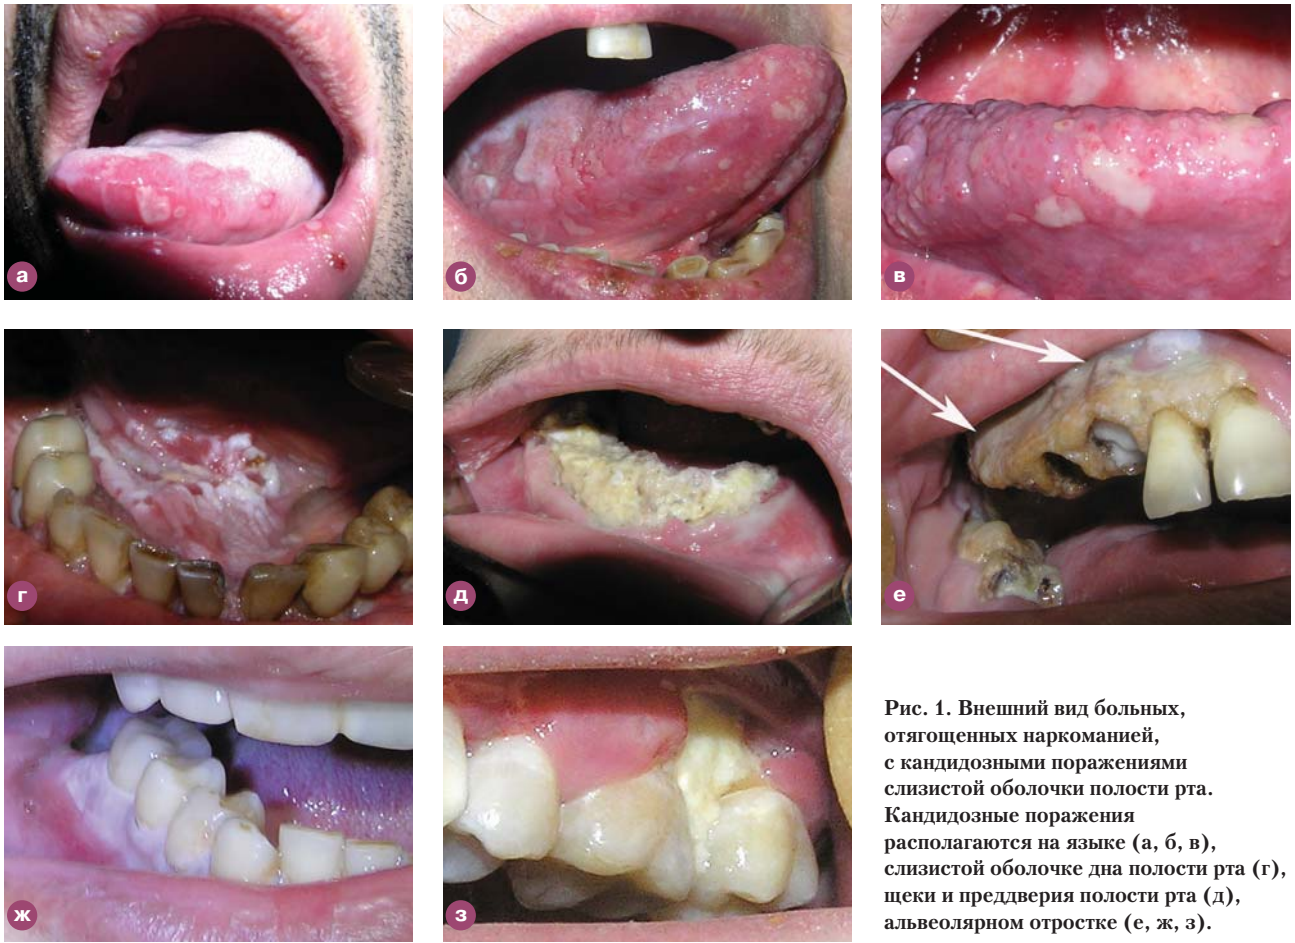 а
б
в
г
д
е
ж
з
Рис. 1. Внешний вид больных,
отягощенных наркоманией,
с кандидозными поражениями
слизистой оболочки полости рта.
Кандидозные поражения
располагаются на языке (а, б, в),
слизистой оболочке дна полости рта (г),
щеки и преддверия полости рта (д),
альвеолярном отростке (е, ж, з).